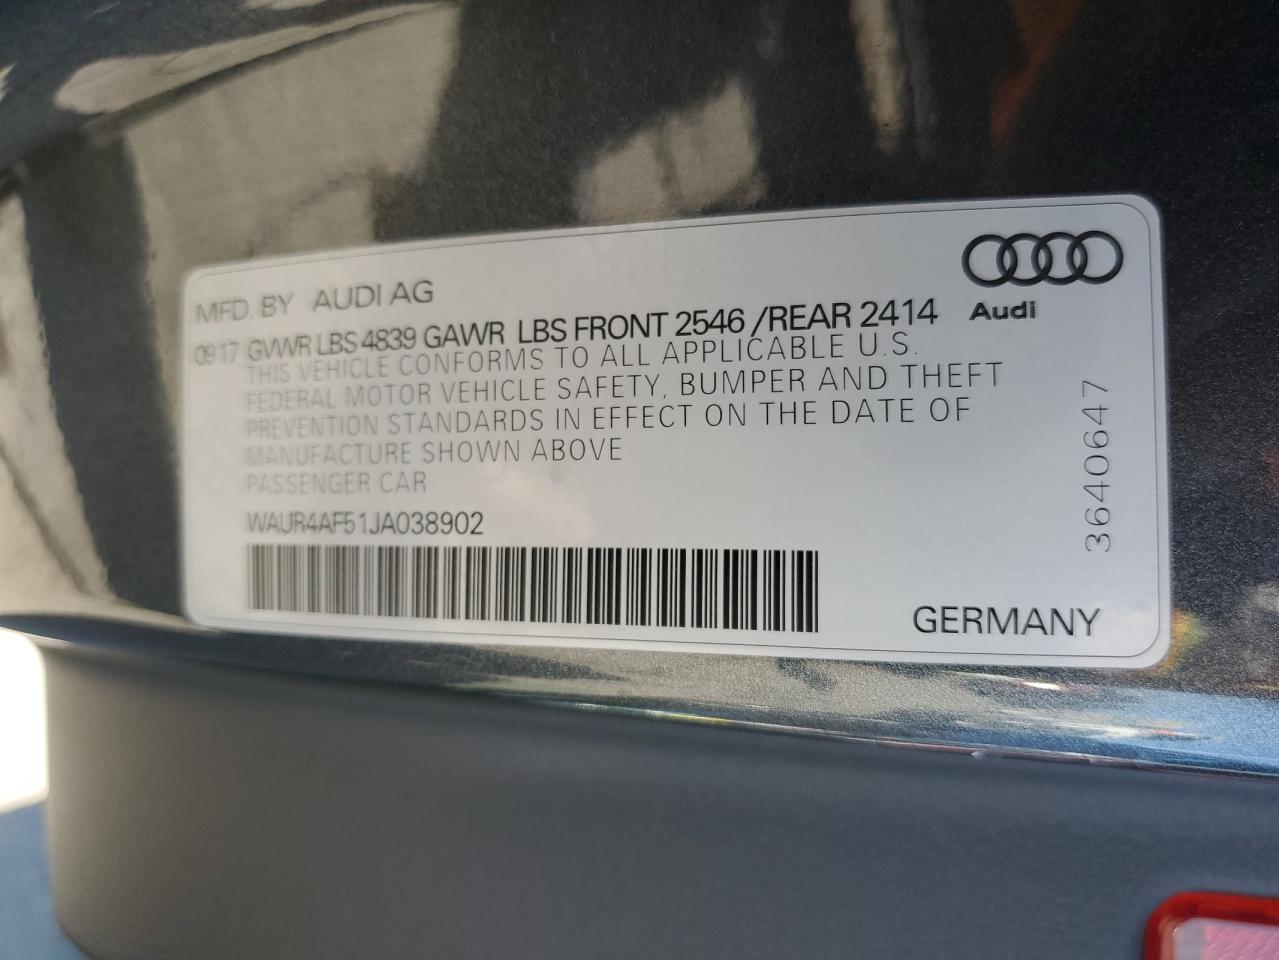 MFD. BY AUDI AG
Audi
09 17 GVWR LBS 4839 GAWR LBS FRONT 2546 /REAR 2414
THIS VEHICLE CONFORMS TO ALL APPLICABLE U.S.
FEDERAL MOTOR VEHICLE SAFETY, BUMPER AND THEFT
PREVENTION STANDARDS IN EFFECT ON THE DATE OF
MANUFACTURE SHOWN ABOVE
PASSENGER CAR
WAUR4AF51JA038902
3640647
GERMANY